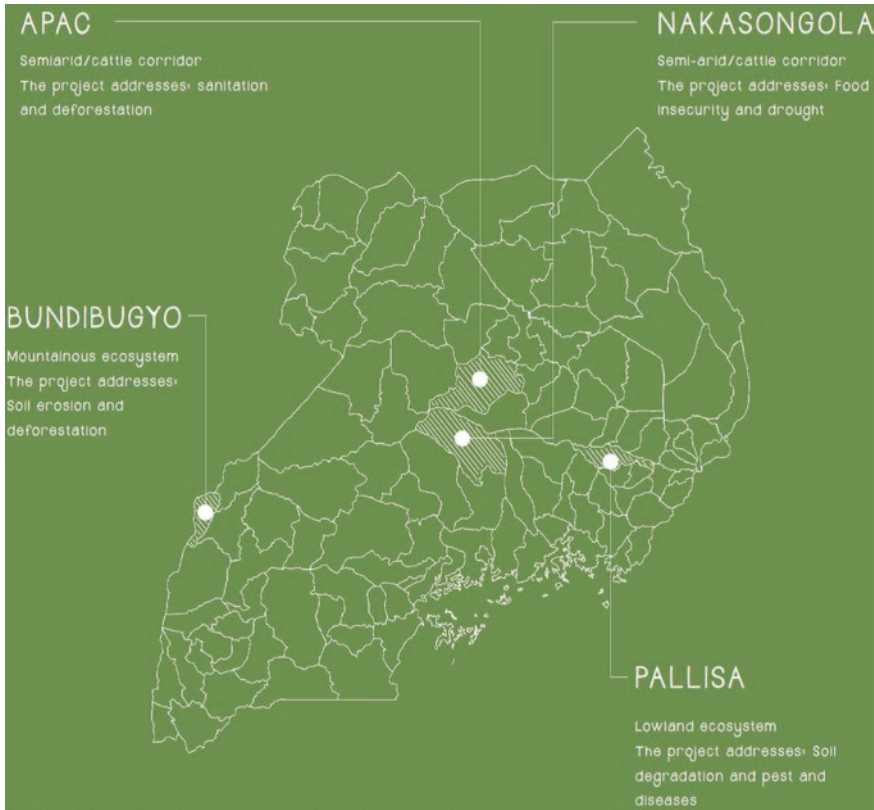 APAC
Semiarid/cattle corridor
The project addresses: sanitation
and deforestation
NAKASONGOLA
Semi-arid/cattle corridor
The project addresses: Food
insecurity and drought
BUNDIBUGYO
Mountainous ecosystem
The project addresses:
Soil erosion and
deforestation
PALLISA
Lowland ecosystem
The project addresses: Soil
degradation and pest and
diseases